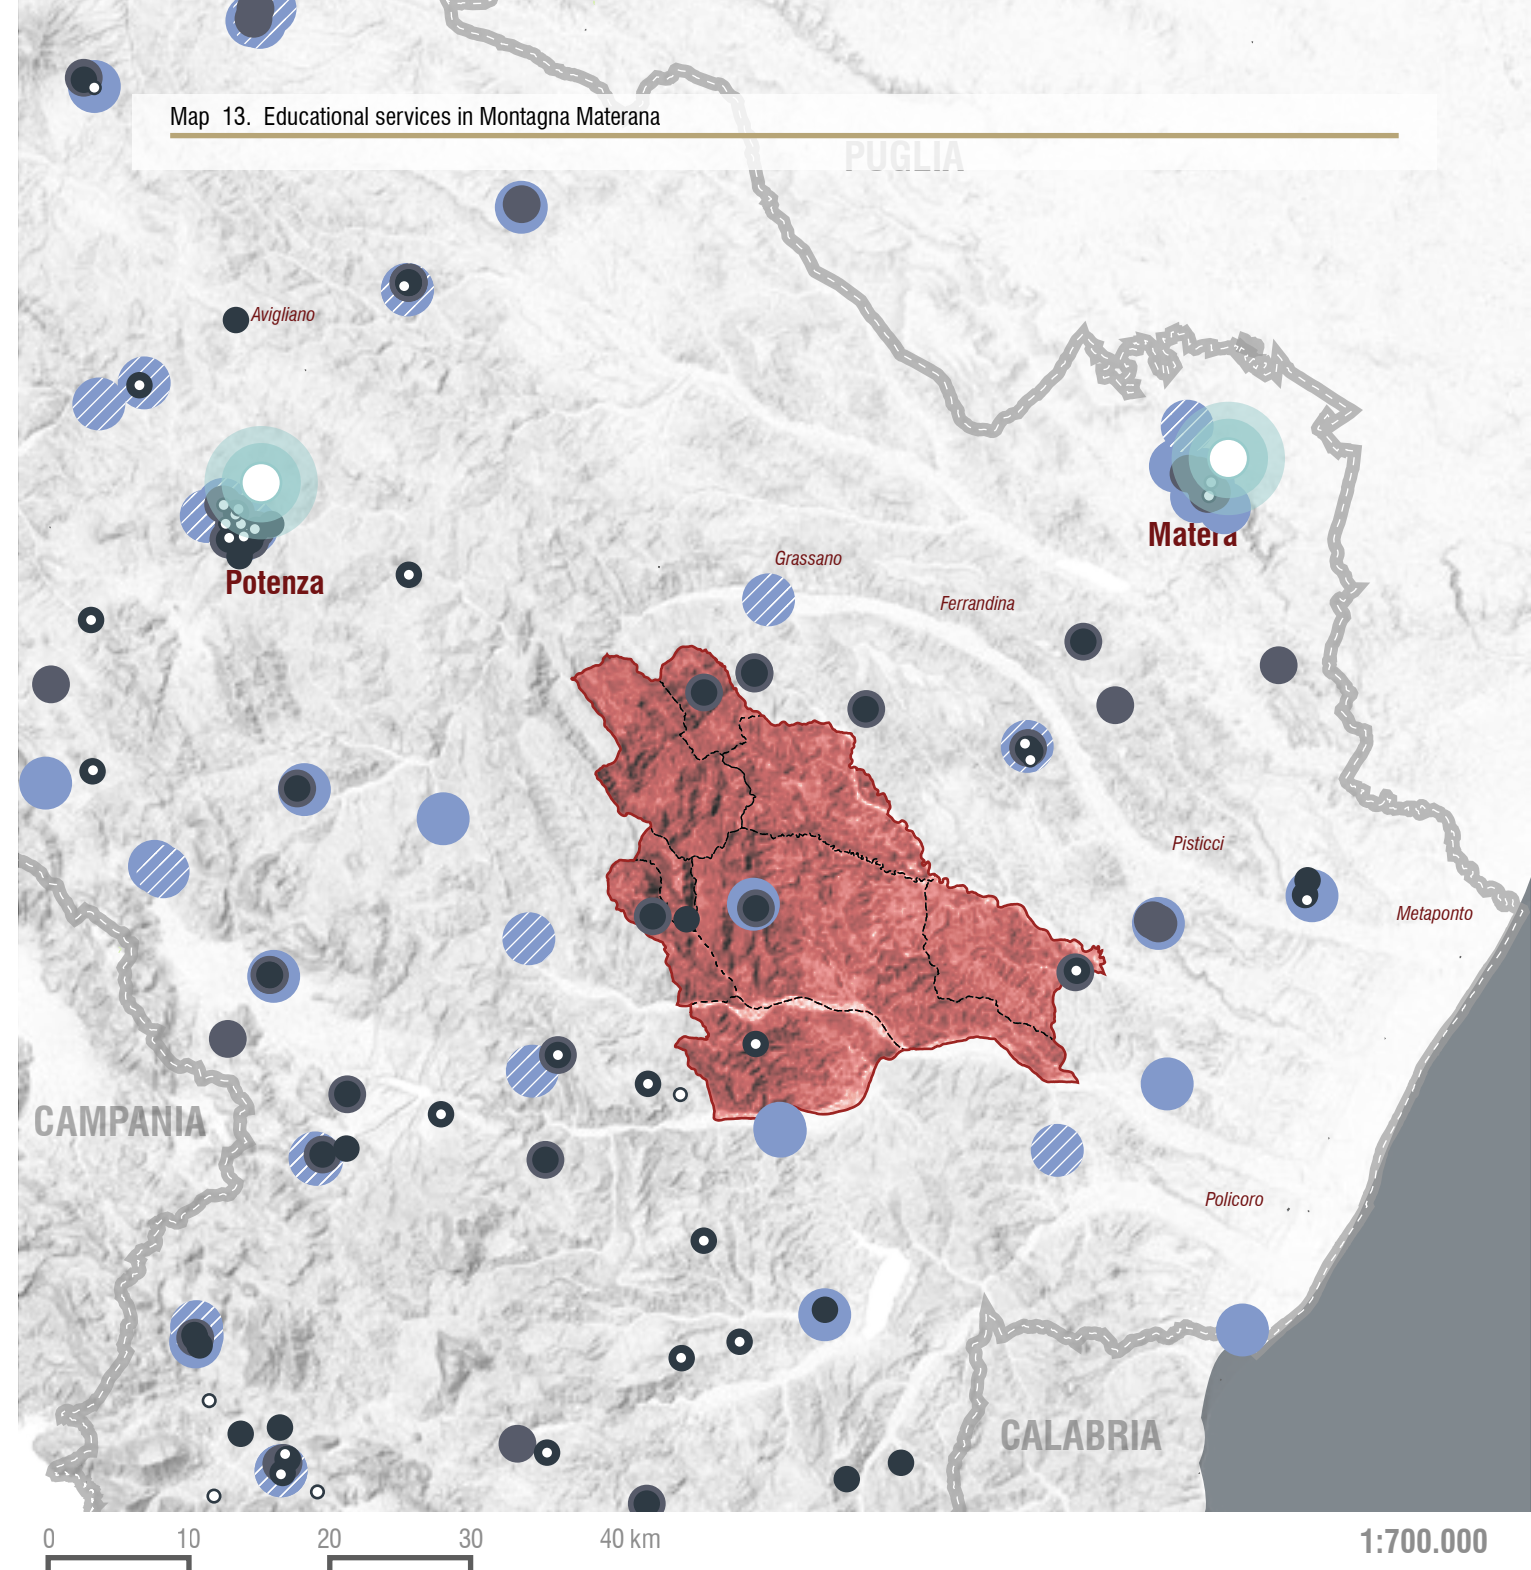 Map 13. Educational services in Montagna Materana
PUGLIA
Avigliano
Grassano
Matera
Potenza
Ferrandina
Pisticci
Metaponto
CAMPANIA
Policoro
CALABRIA
0 10 20 30 40 km
1:700.000